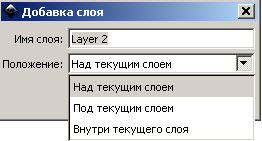 Добавка слоя
Имя слоя: Layer 2
Положение: Над текущим слоем
Над текущим слоем
Под текущим слоем
Внутри текущего слоя